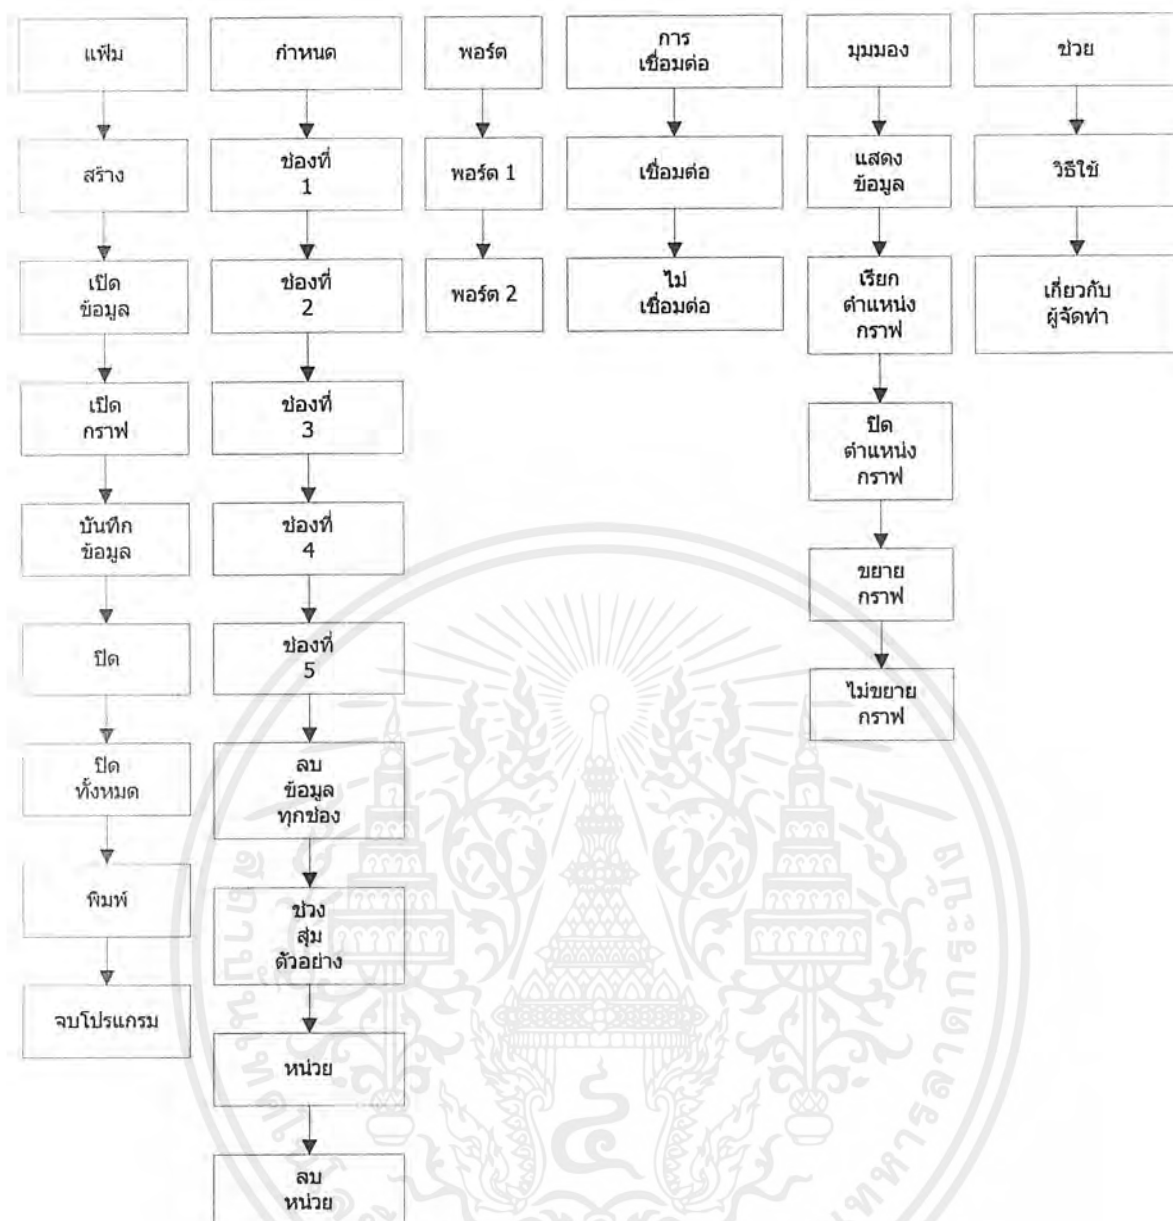 แฟ้ม
สร้าง
เปิด
ข้อมูล
เปิด
กราฟ
บันทึก
ข้อมูล
ปิด
ปิด
ทั้งหมด
พิมพ์
จบโปรแกรม
กำหนด
ช่องที่
1
ช่องที่
2
ช่องที่
3
ช่องที่
4
ช่องที่
5
ลบ
ข้อมูล
ทุกช่อง
ช่วง
สุ่ม
ตัวอย่าง
หน่วย
ลบ
หน่วย
พอร์ต
พอร์ต 1
พอร์ต 2
การ
เชื่อมต่อ
เชื่อมต่อ
ไม่
เชื่อมต่อ
มุมมอง
แสดง
ข้อมูล
เรียก
ตำแหน่ง
กราฟ
ปิด
ตำแหน่ง
กราฟ
ขยาย
กราฟ
ไม่ขยาย
กราฟ
ช่วย
วิธีใช้
เกี่ยวกับ
ผู้จัดทำ